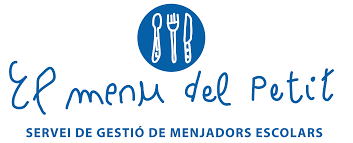 El menu del Petit
SERVEI DE GESTIÓ DE MENJADORS ESCOLARS